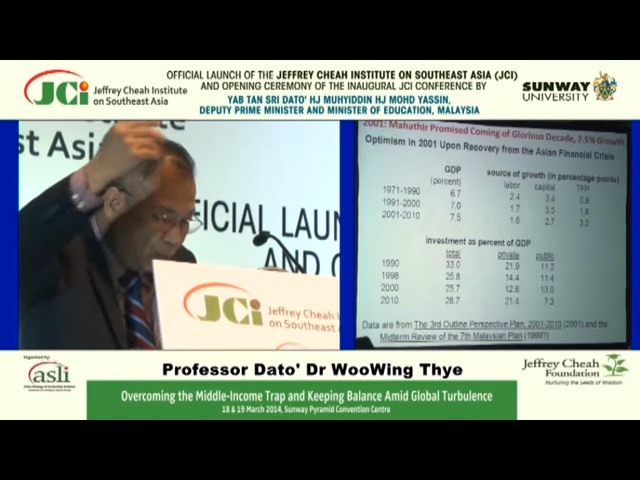 JCi Jeffrey Cheah Institute
on Southeast Asia
OFFICIAL LAUNCH OF THE JEFFREY CHEAH INSTITUTE ON SOUTHEAST ASIA (JCI)
AND OPENING CEREMONY OF THE INAUGURAL JCI CONFERENCE BY
YAB TAN SRI DATO' HJ MUHYIDDIN HJ MOHD YASSIN,
DEPUTY PRIME MINISTER AND MINISTER OF EDUCATION, MALAYSIA
SUNWAY
UNIVERSITY
st Asia
FICIAL LAUN
AND O
JCi Jeffrey Cheah Ins
on Southeast A
2001: Mahathir Promised Coming of Glorious Decade, 7.5% Growth
Optimism in 2001 Upon Recovery from the Asian Financial Crisis
GDP source of growth (in percentage points)
(percent) labor capital TFP
1971-1990 6.7 2.4 3.4 0.9
1991-2000 7.0 1.7 3.5 1.8
2001-2010 7.5 1.6 2.7 3.2
investment as percent of GDP
total private public
1990 33.0 21.9 11.2
1998 25.8 14.4 11.4
2000 25.7 12.6 13.0
2010 28.7 21.4 7.3
Data are from The 3rd Outline Perspective Plan, 2001-2010 (2001) and the
Midterm Review of the 7th Malaysian Plan (1999?)
Organised by:
asli
Professor Dato' Dr WooWing Thye
Overcoming the Middle-Income Trap and Keeping Balance Amid Global Turbulence
18 & 19 March 2014, Sunway Pyramid Convention Centre
Jeffrey Cheah
Foundation
Nurturing the Seeds of Wisdom